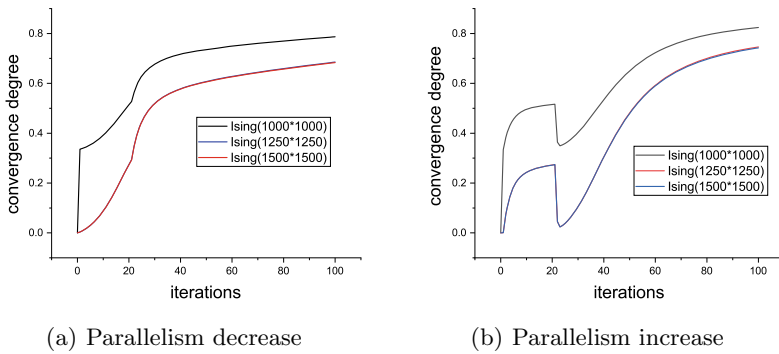 0.8
0.6
0.4
0.2
0.0
convergence degree
Ising(1000*1000)
Ising(1250*1250)
Ising(1500*1500)
0 20 40 60 80 100
iterations
(a) Parallelism decrease
0.8
0.6
0.4
0.2
0.0
convergence degree
Ising(1000*1000)
Ising(1250*1250)
Ising(1500*1500)
0 20 40 60 80 100
iterations
(b) Parallelism increase